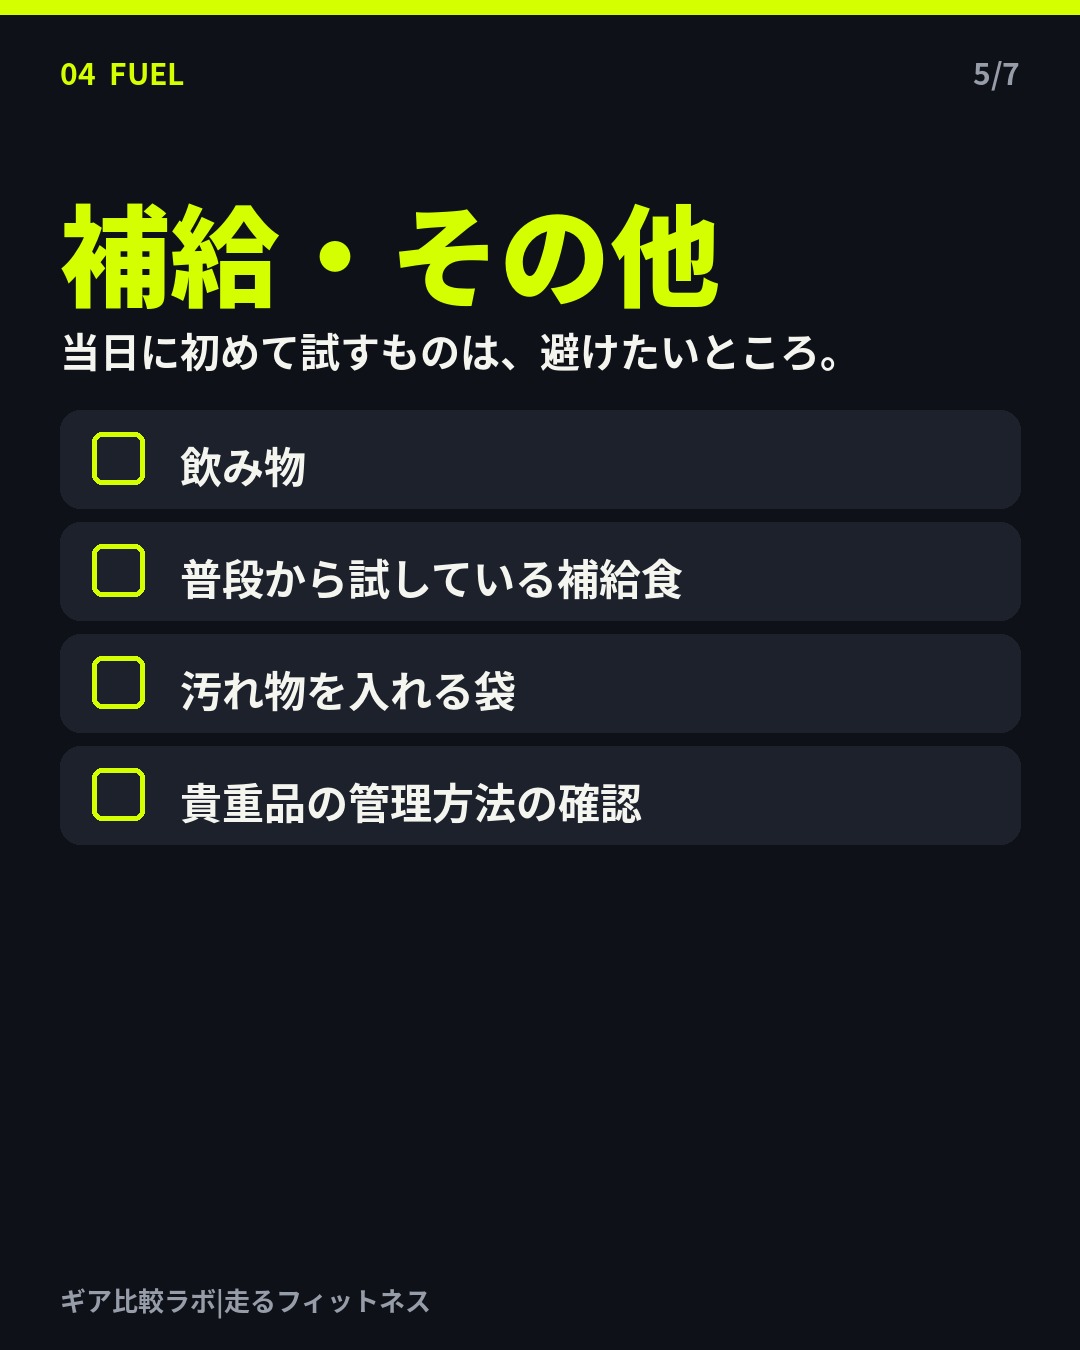 04 FUEL
5/7
補給・その他
当日に初めて試すものは、避けたいところ。
飲み物
普段から試している補給食
汚れ物を入れる袋
貴重品の管理方法の確認
ギア比較ラボ|走るフィットネス